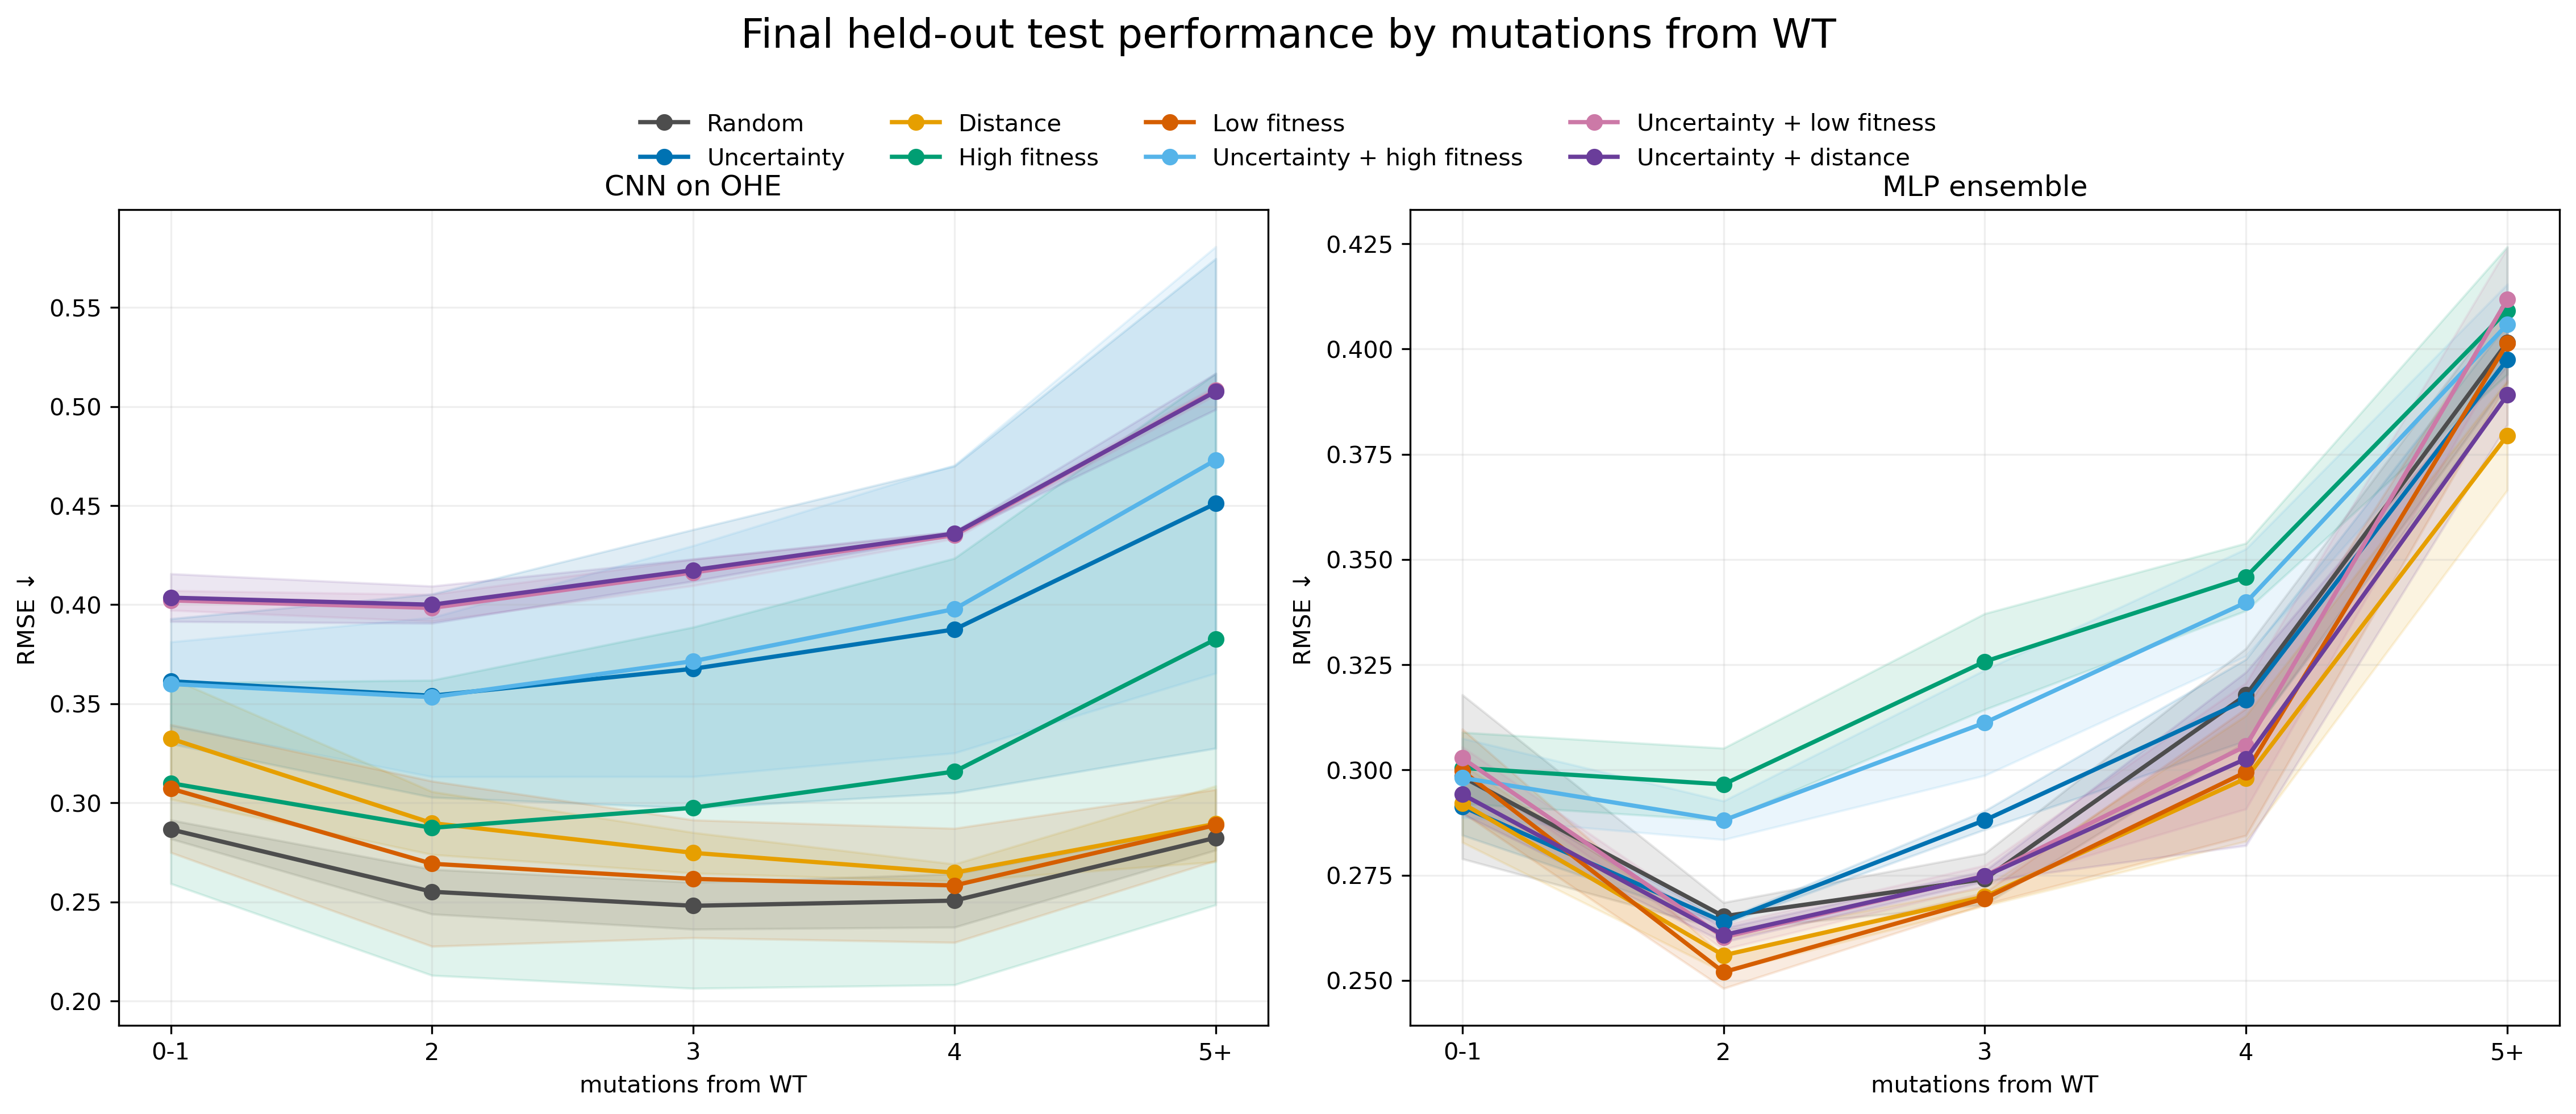 Final held-out test performance by mutations from WT
Random
Uncertainty
Distance
High fitness
Low fitness
Uncertainty + high fitness
Uncertainty + low fitness
Uncertainty + distance
CNN on OHE
RMSE ↓
0.55
0.50
0.45
0.40
0.35
0.30
0.25
0.20
0-1
2
3
4
5+
mutations from WT
MLP ensemble
RMSE ↓
0.425
0.400
0.375
0.350
0.325
0.300
0.275
0.250
0-1
2
3
4
5+
mutations from WT